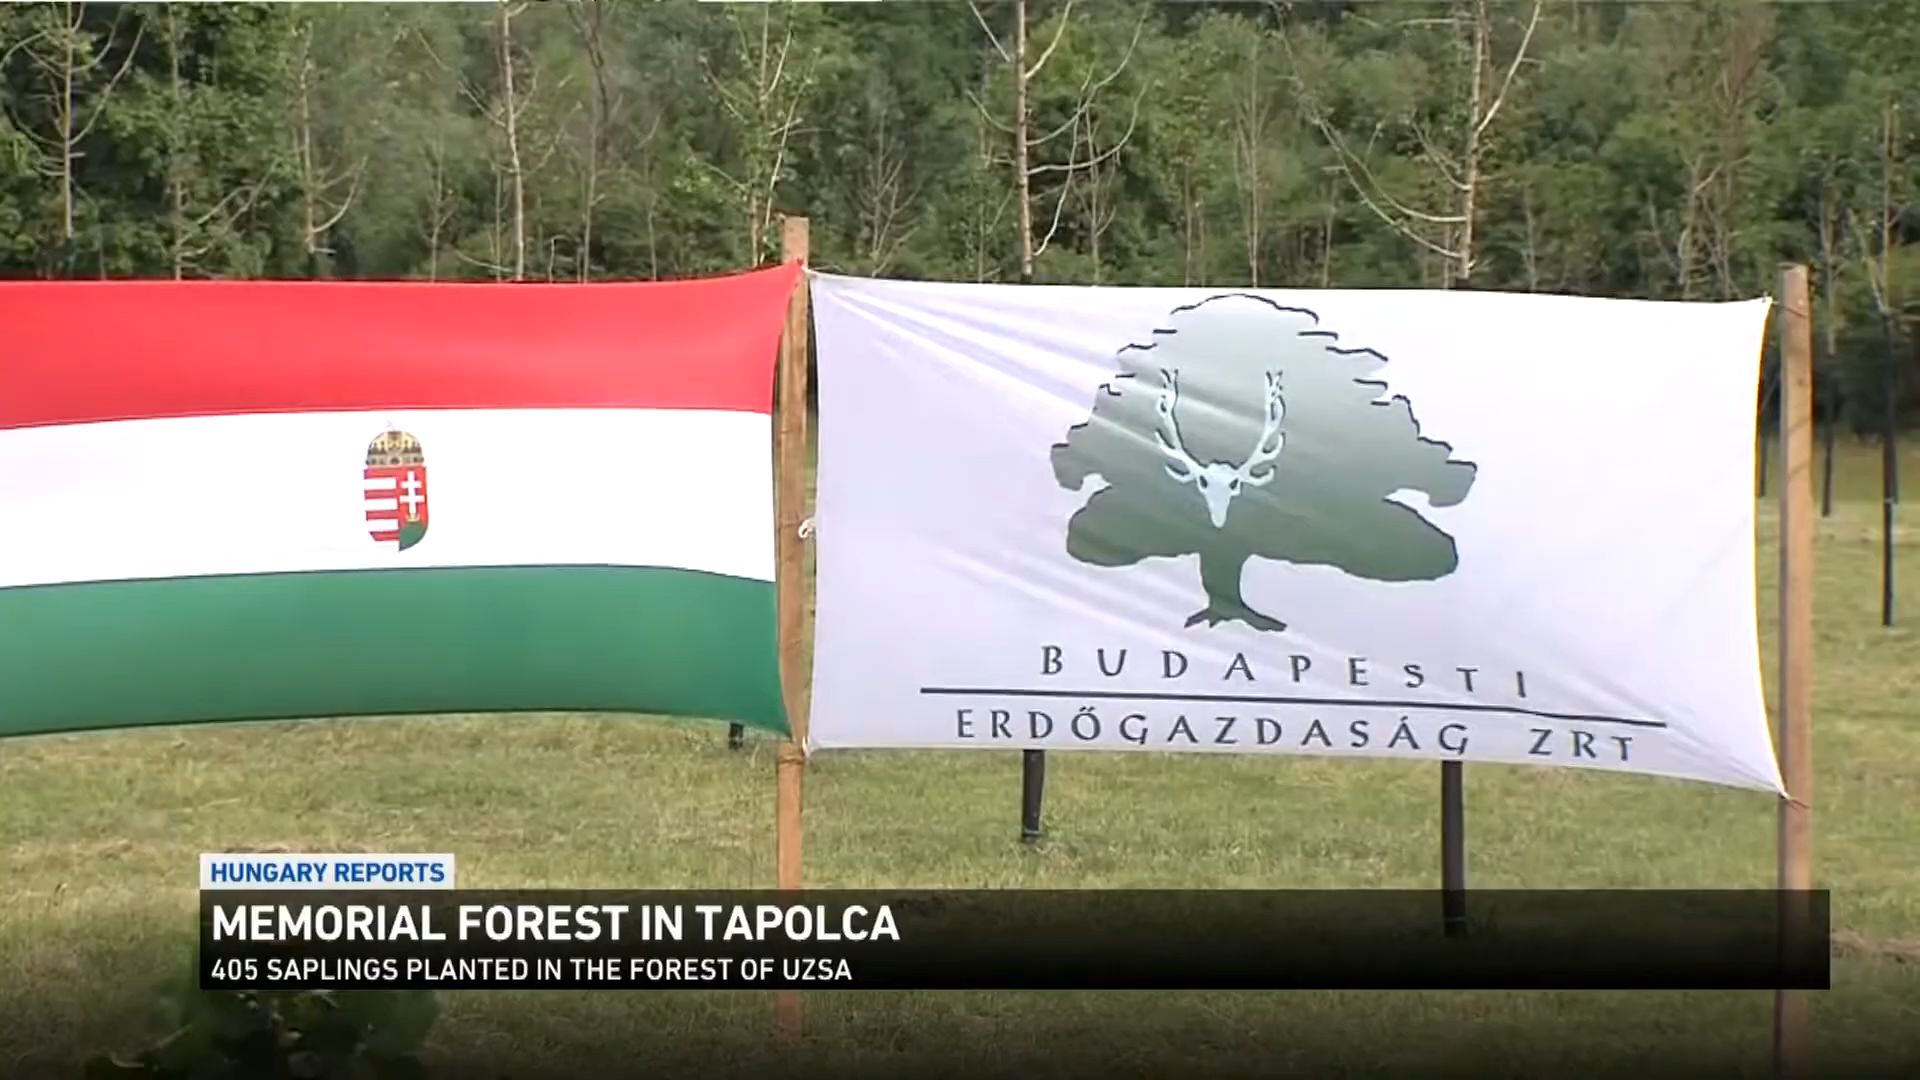 BUDAPESTI
ERDŐGAZDASÁG ZRT
HUNGARY REPORTS
MEMORIAL FOREST IN TAPOLCA
405 SAPLINGS PLANTED IN THE FOREST OF UZSA